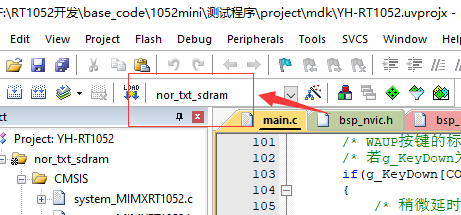 F:\RT1052开发\base_code\1052mini\测试程序\project\mdk\YH-RT1052.uvprojx -
Project Flash Debug Peripherals Tools SVCS Window H
LOAD
nor_txt_sdram
Project: YH-RT1052
nor_txt_sdram
CMSIS
system_MIMXRT1052.c
main.c bsp_nvic.h bsp_
101 /* WAUP按键的标
102 /* 若g_KeyDown为
103 if(g_KeyDown[CO
104 {
105 /* 稍微延时